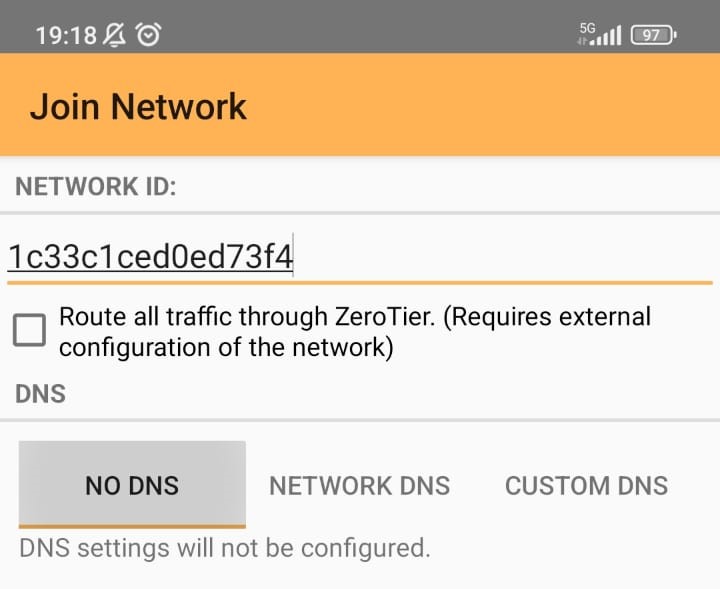 19:18 5G 97
Join Network
NETWORK ID:
1c33c1ced0ed73f4
Route all traffic through ZeroTier. (Requires external
configuration of the network)
DNS
NO DNS NETWORK DNS CUSTOM DNS
DNS settings will not be configured.